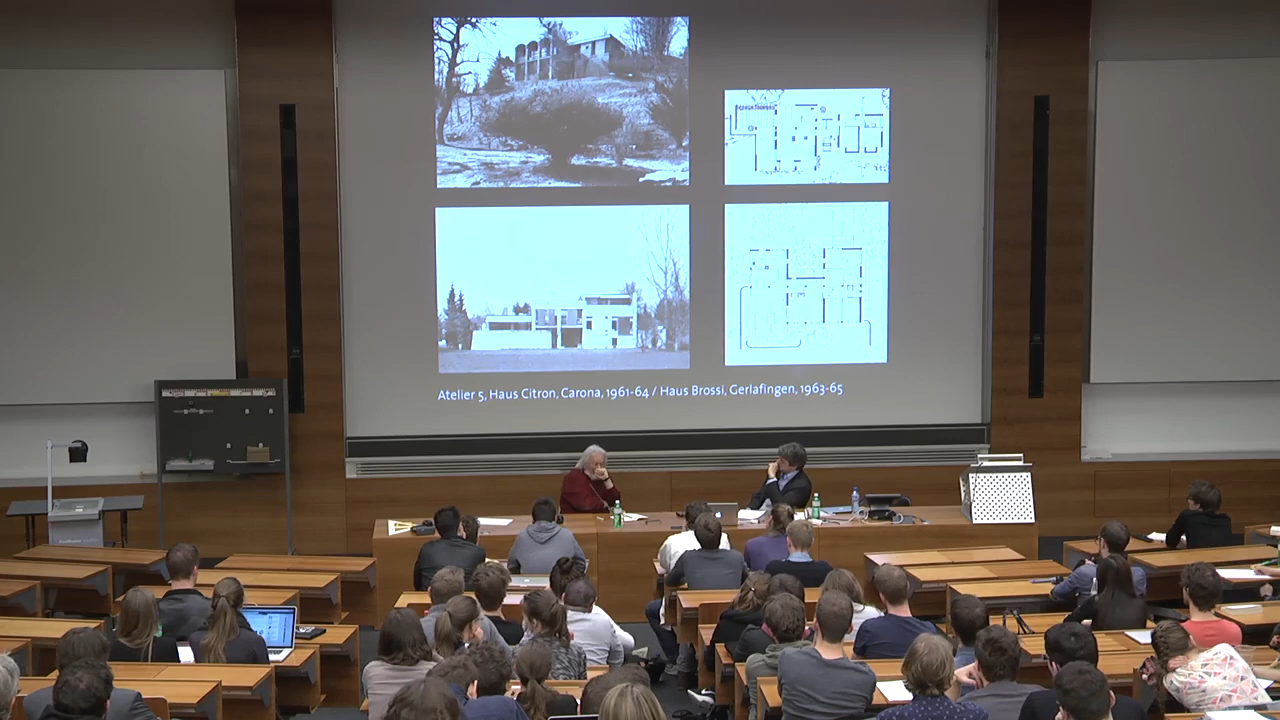 Atelier 5, Haus Citron, Carona, 1961-64 / Haus Brossi, Gerlafingen, 1963-65